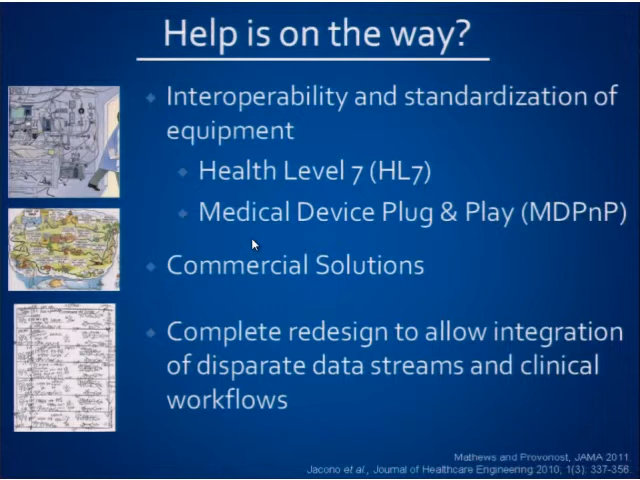 Help is on the way?
Interoperability and standardization of
equipment
Health Level 7 (HL7)
Medical Device Plug & Play (MDPnP)
Commercial Solutions
Complete redesign to allow integration
of disparate data streams and clinical
workflows
Mathews and Provonost, JAMA 2011
Jacono et al., Journal of Healthcare Engineering 2010; 1(3): 337-356